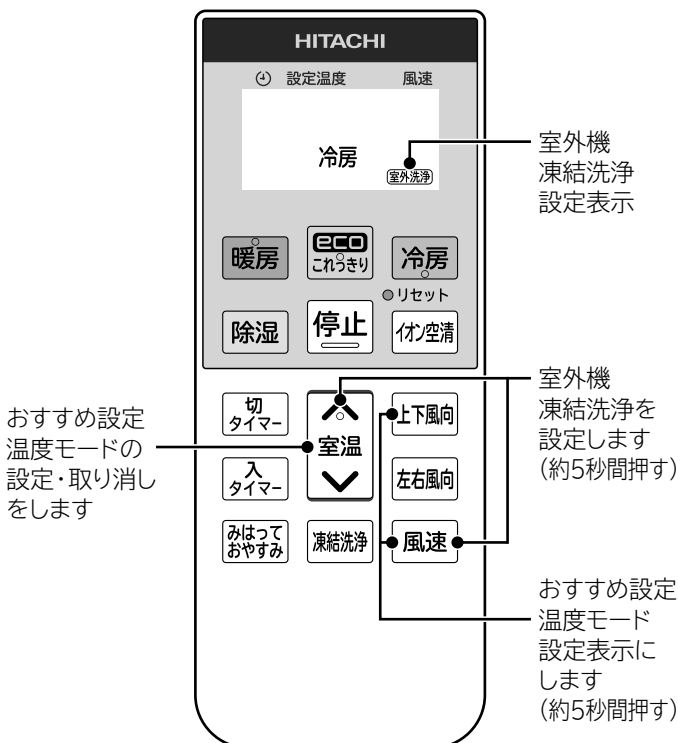 HITACHI
設定温度 風速
冷房
室外洗浄
室外機
凍結洗浄
設定表示
暖房
eco
これっきり
冷房
リセット
除湿
停止
イオン空清
切
タイマー
室温
上下風向
入
タイマー
左右風向
みはって
おやすみ
凍結洗浄
風速
おすすめ設定
温度モードの
設定・取り消し
をします
室外機
凍結洗浄を
設定します
(約5秒間押す)
おすすめ設定
温度モード
設定表示に
します
(約5秒間押す)